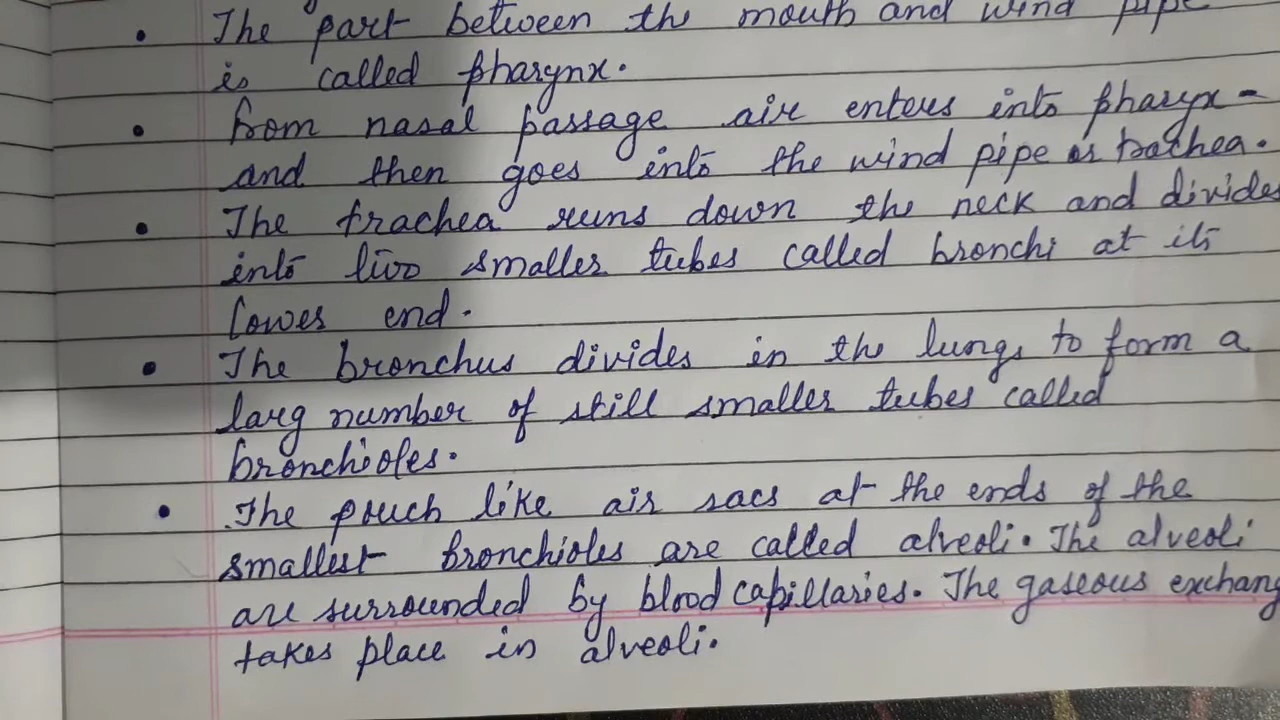 The part between the mouth and wind pipe
is called pharynx.
from nasal passage air enters into pharyx-
and then goes into the wind pipe or trachea.
The trachea runs down the neck and divides
into two smaller tubes called bronchi at its
lower end.
The bronchus divides in the lungs to form a
larg number of still smaller tubes called
bronchioles.
The pouch like air sacs at the ends of the
smallest bronchioles are called alveoli. The alveoli
are surrounded by blood capillaries. The gaseous exchang
takes place in alveoli.